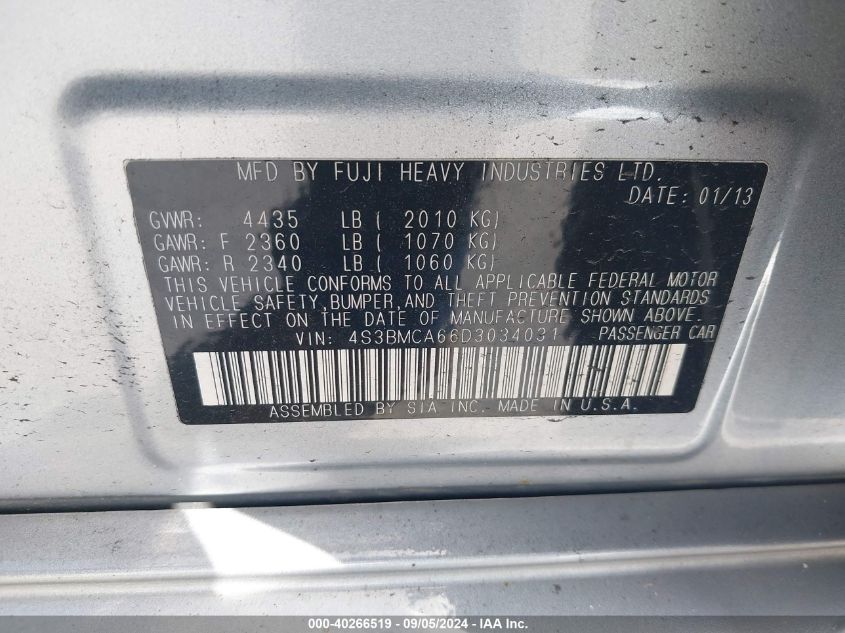 MFD BY FUJI HEAVY INDUSTRIES LTD.
DATE: 01/13
GVWR: 4435 LB ( 2010 KG)
GAWR: F 2360 LB ( 1070 KG)
GAWR: R 2340 LB ( 1060 KG)
THIS VEHICLE CONFORMS TO ALL APPLICABLE FEDERAL MOTOR
VEHICLE SAFETY,BUMPER,AND THEFT PREVENTION STANDARDS
IN EFFECT ON THE DATE OF MANUFACTURE SHOWN ABOVE.
VIN: 4S3BMCA66D3034031 PASSENGER CAR
ASSEMBLED BY SIA INC. MADE IN U.S.A.
000-40266519 - 09/05/2024 - IAA Inc.